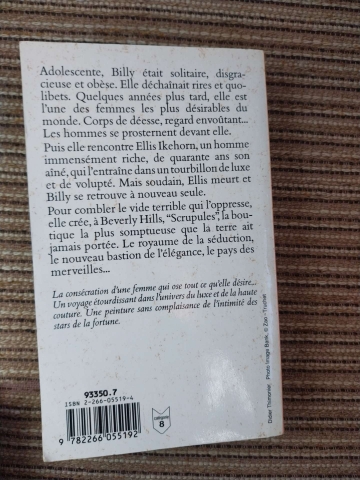 Adolescente, Billy était solitaire, disgra-
cieuse et obèse. Elle déchaînait rires et quo-
libets. Quelques années plus tard, elle est
l'une des femmes les plus désirables du
monde. Corps de déesse, regard envoûtant...
Les hommes se prosternent devant elle.
Puis elle rencontre Ellis Ikehorn, un homme
immensément riche, de quarante ans son
aîné, qui l'entraîne dans un tourbillon de luxe
et de volupté. Mais soudain, Ellis meurt et
Billy se retrouve à nouveau seule.
Pour combler le vide terrible qui l'oppresse,
elle crée, à Beverly Hills, "Scrupules", la bou-
tique la plus somptueuse que la terre ait
jamais portée. Le royaume de la séduction,
le nouveau bastion de l'élégance, le pays des
merveilles...
La consécration d'une femme qui ose tout ce qu'elle désire...
Un voyage étourdissant dans l'univers du luxe et de la haute
couture. Une peinture sans complaisance de l'intimité des
stars de la fortune.
93350.7
ISBN 2-266-05519-4
9 782266 055192
catégorie
8
Didier Thimonier. Photo Image Bank, © Zao-